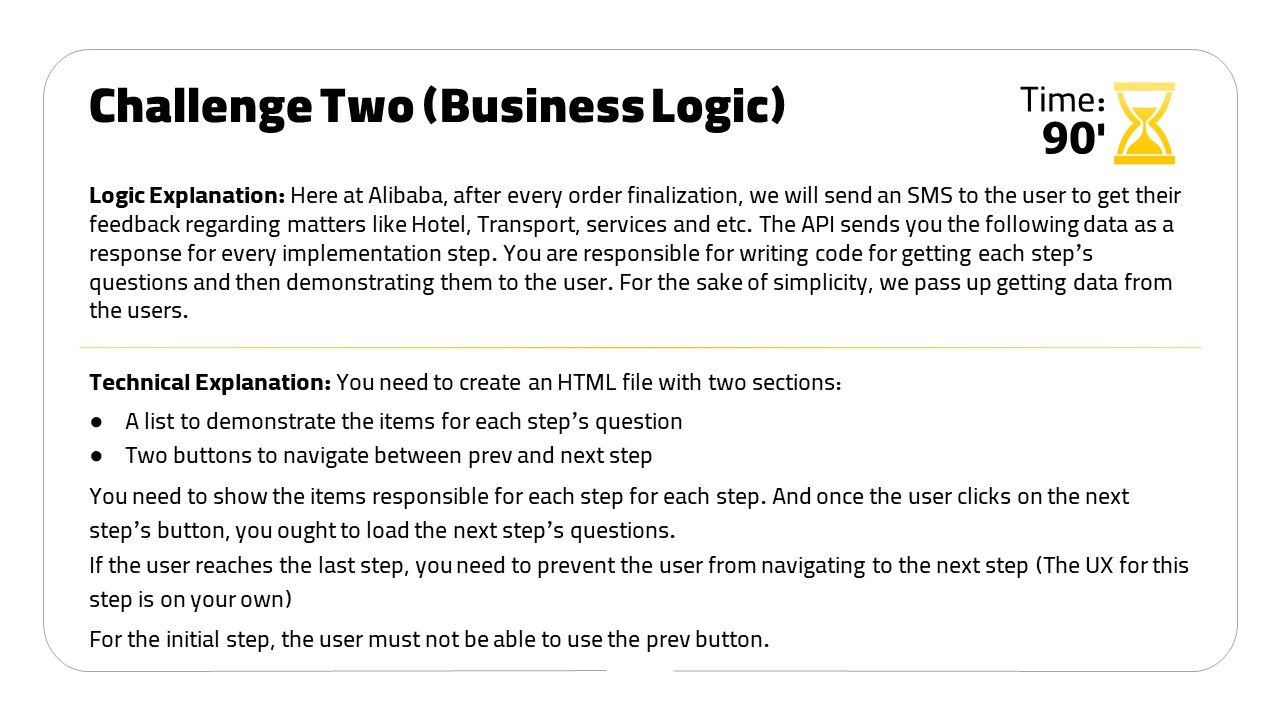 Challenge Two (Business Logic)
Time:
90'
Logic Explanation: Here at Alibaba, after every order finalization, we will send an SMS to the user to get their
feedback regarding matters like Hotel, Transport, services and etc. The API sends you the following data as a
response for every implementation step. You are responsible for writing code for getting each step’s
questions and then demonstrating them to the user. For the sake of simplicity, we pass up getting data from
the users.
Technical Explanation: You need to create an HTML file with two sections:
● A list to demonstrate the items for each step’s question
● Two buttons to navigate between prev and next step
You need to show the items responsible for each step for each step. And once the user clicks on the next
step’s button, you ought to load the next step’s questions.
If the user reaches the last step, you need to prevent the user from navigating to the next step (The UX for this
step is on your own)
For the initial step, the user must not be able to use the prev button.